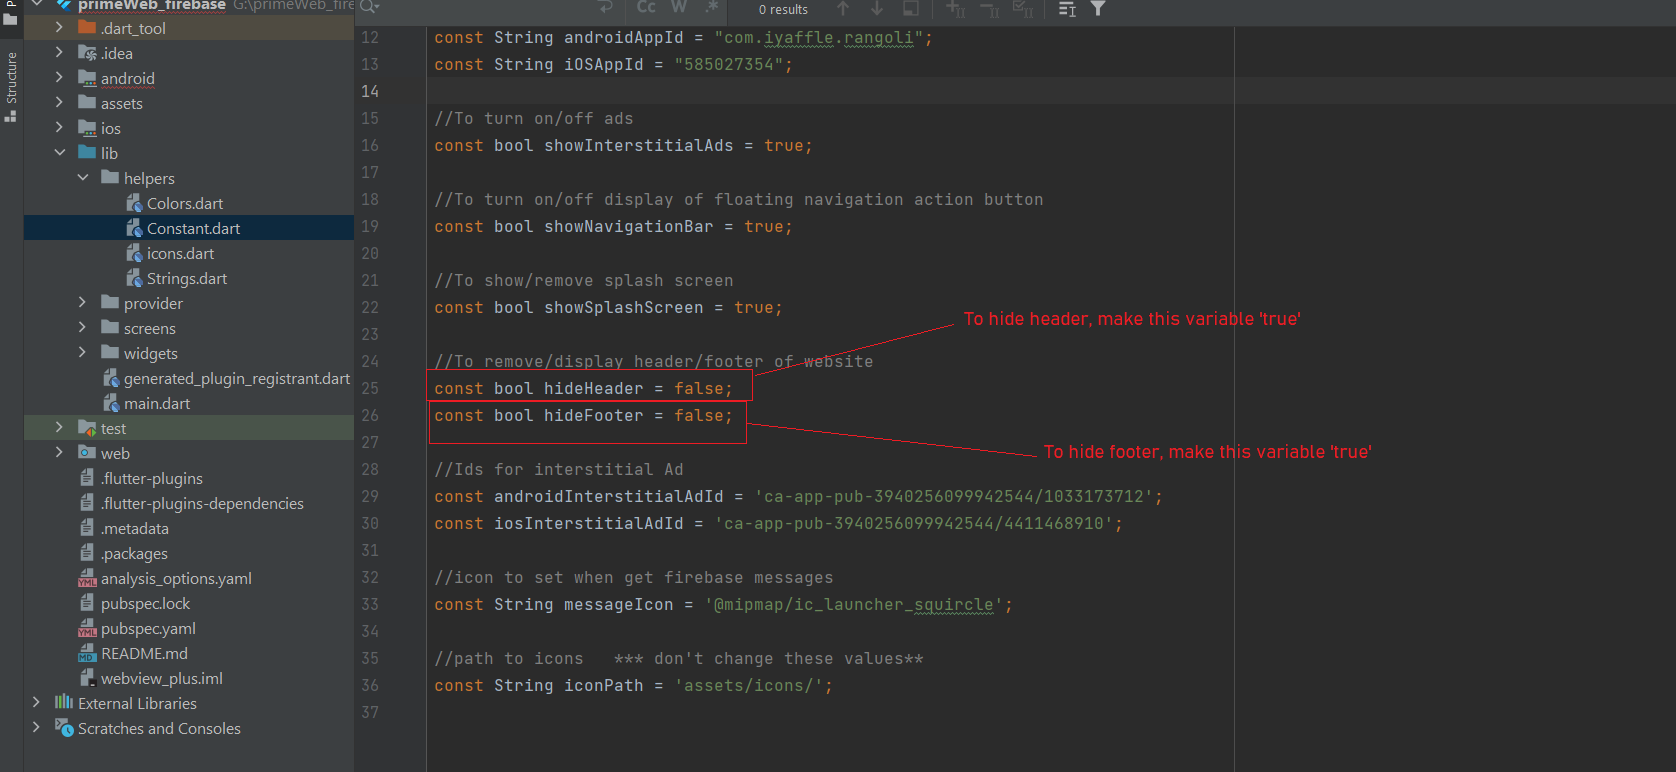 primeWeb_firebase G:\primeWeb_fire
.dart_tool
.idea
android
assets
ios
lib
helpers
Colors.dart
Constant.dart
icons.dart
Strings.dart
provider
screens
widgets
generated_plugin_registrant.dart
main.dart
test
web
.flutter-plugins
.flutter-plugins-dependencies
.metadata
.packages
analysis_options.yaml
pubspec.lock
pubspec.yaml
README.md
webview_plus.iml
External Libraries
Scratches and Consoles
Structure
Cc W .* 0 results
12 const String androidAppId = "com.iyaffle.rangoli";
13 const String iOSAppId = "585027354";
14
15 //To turn on/off ads
16 const bool showInterstitialAds = true;
17
18 //To turn on/off display of floating navigation action button
19 const bool showNavigationBar = true;
20
21 //To show/remove splash screen
22 const bool showSplashScreen = true;
23
24 //To remove/display header/footer of website
25 const bool hideHeader = false;
26 const bool hideFooter = false;
27
28 //Ids for interstitial Ad
29 const androidInterstitialAdId = 'ca-app-pub-3940256099942544/1033173712';
30 const iosInterstitialAdId = 'ca-app-pub-3940256099942544/4411468910';
31
32 //icon to set when get firebase messages
33 const String messageIcon = '@mipmap/ic_launcher_squircle';
34
35 //path to icons *** don't change these values**
36 const String iconPath = 'assets/icons/';
37
To hide header, make this variable 'true'
To hide footer, make this variable 'true'